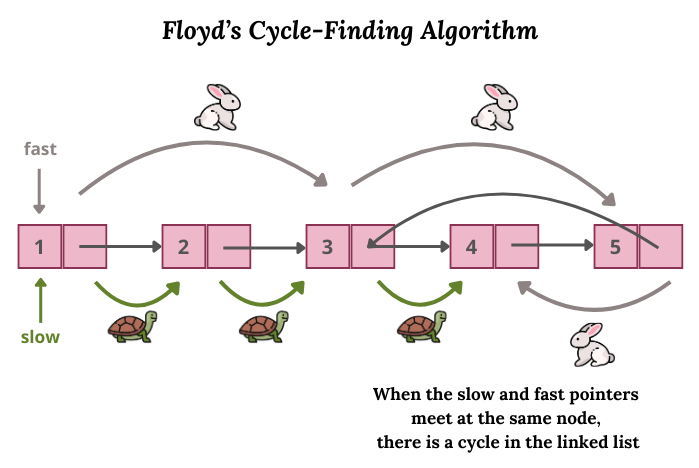 Floyd's Cycle-Finding Algorithm
fast
1 2 3 4 5
slow
When the slow and fast pointers
meet at the same node,
there is a cycle in the linked list